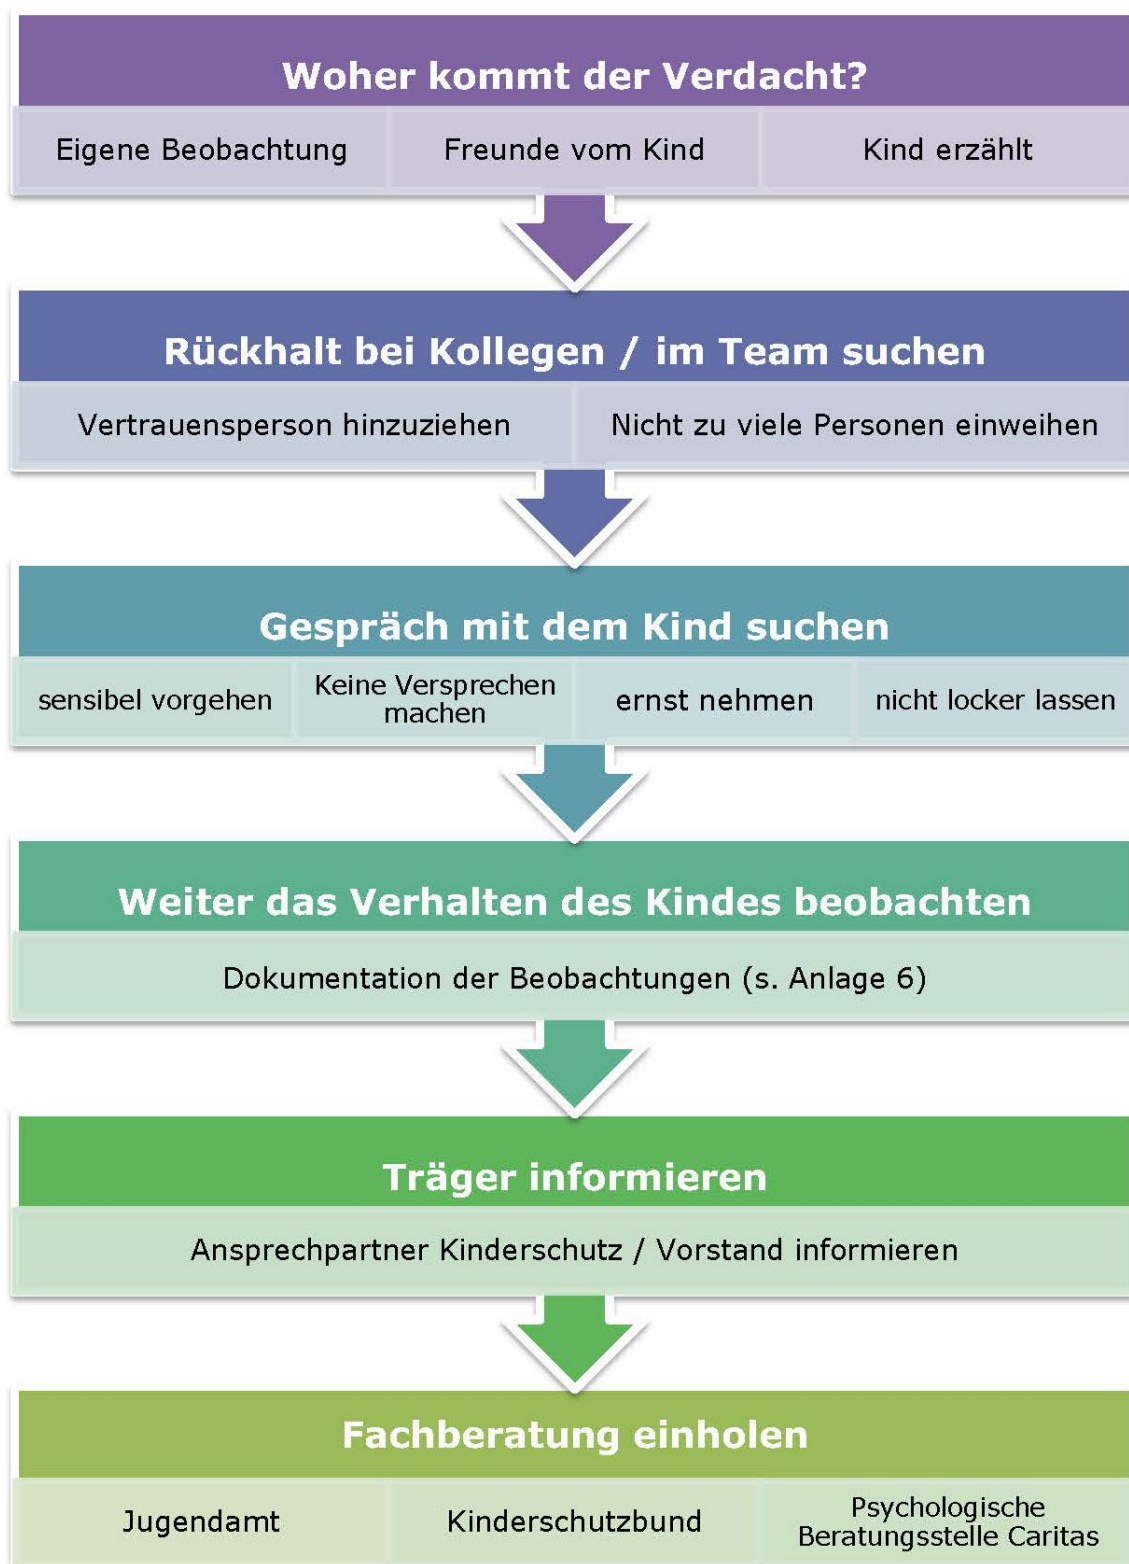 Woher kommt der Verdacht?
Eigene Beobachtung
Freunde vom Kind
Kind erzählt
Rückhalt bei Kollegen / im Team suchen
Vertrauensperson hinzuziehen
Nicht zu viele Personen einweihen
Gespräch mit dem Kind suchen
sensibel vorgehen
Keine Versprechen
machen
ernst nehmen
nicht locker lassen
Weiter das Verhalten des Kindes beobachten
Dokumentation der Beobachtungen (s. Anlage 6)
Träger informieren
Ansprechpartner Kinderschutz / Vorstand informieren
Fachberatung einholen
Jugendamt
Kinderschutzbund
Psychologische
Beratungsstelle Caritas